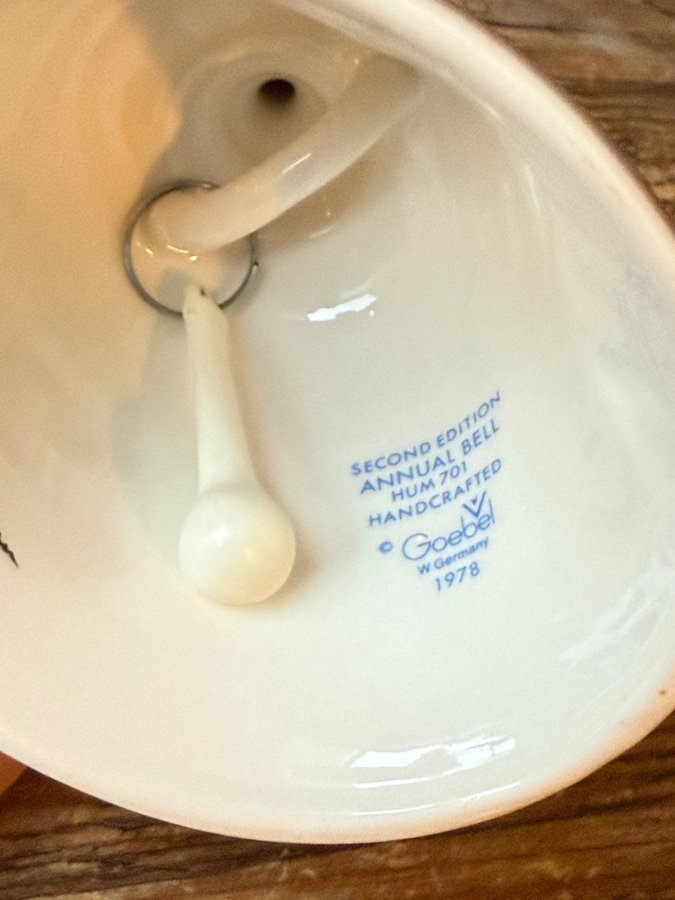 SECOND EDITION
ANNUAL BELL
HUM 701
HANDCRAFTED
© Goebel
W. Germany
1978